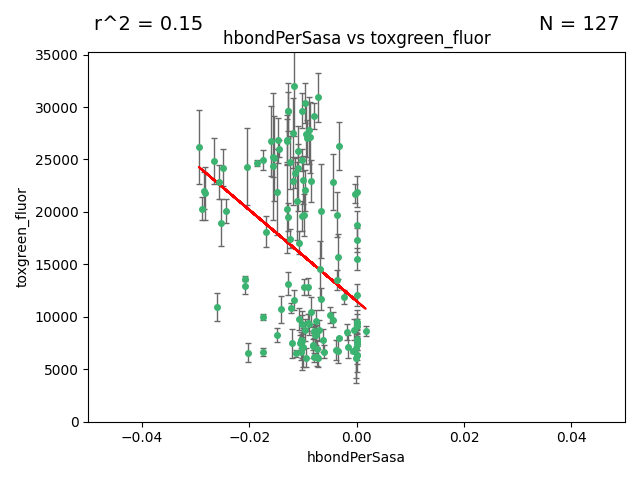 r^2 = 0.15
N = 127
hbondPerSasa vs toxgreen_fluor
35000
30000
25000
20000
15000
10000
5000
0
toxgreen_fluor
−0.04
−0.02
0.00
0.02
0.04
hbondPerSasa